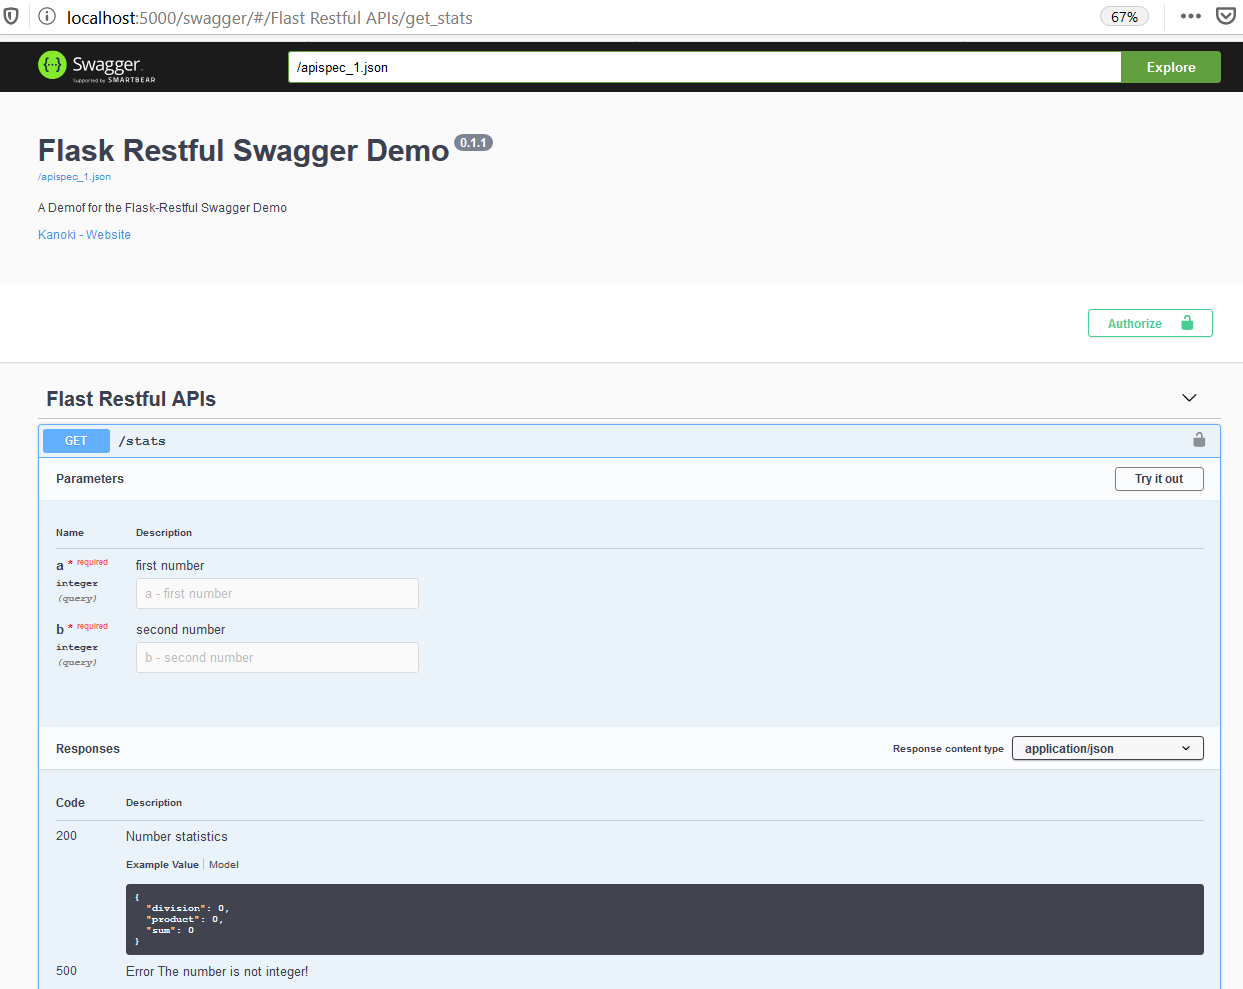 localhost:5000/swagger/#/Flast Restful APIs/get_stats
67%
Swagger
Supported by SMARTBEAR
/apispec_1.json
Explore
Flask Restful Swagger Demo 0.1.1
/apispec_1.json
A Demof for the Flask-Restful Swagger Demo
Kanoki - Website
Authorize
Flast Restful APIs
GET /stats
Parameters
Try it out
Name Description
a * required first number
integer
(query)
a - first number
b * required second number
integer
(query)
b - second number
Responses
Response content type application/json
Code Description
200 Number statistics
Example Value Model
{
"division": 0,
"product": 0,
"sum": 0
}
500 Error The number is not integer!